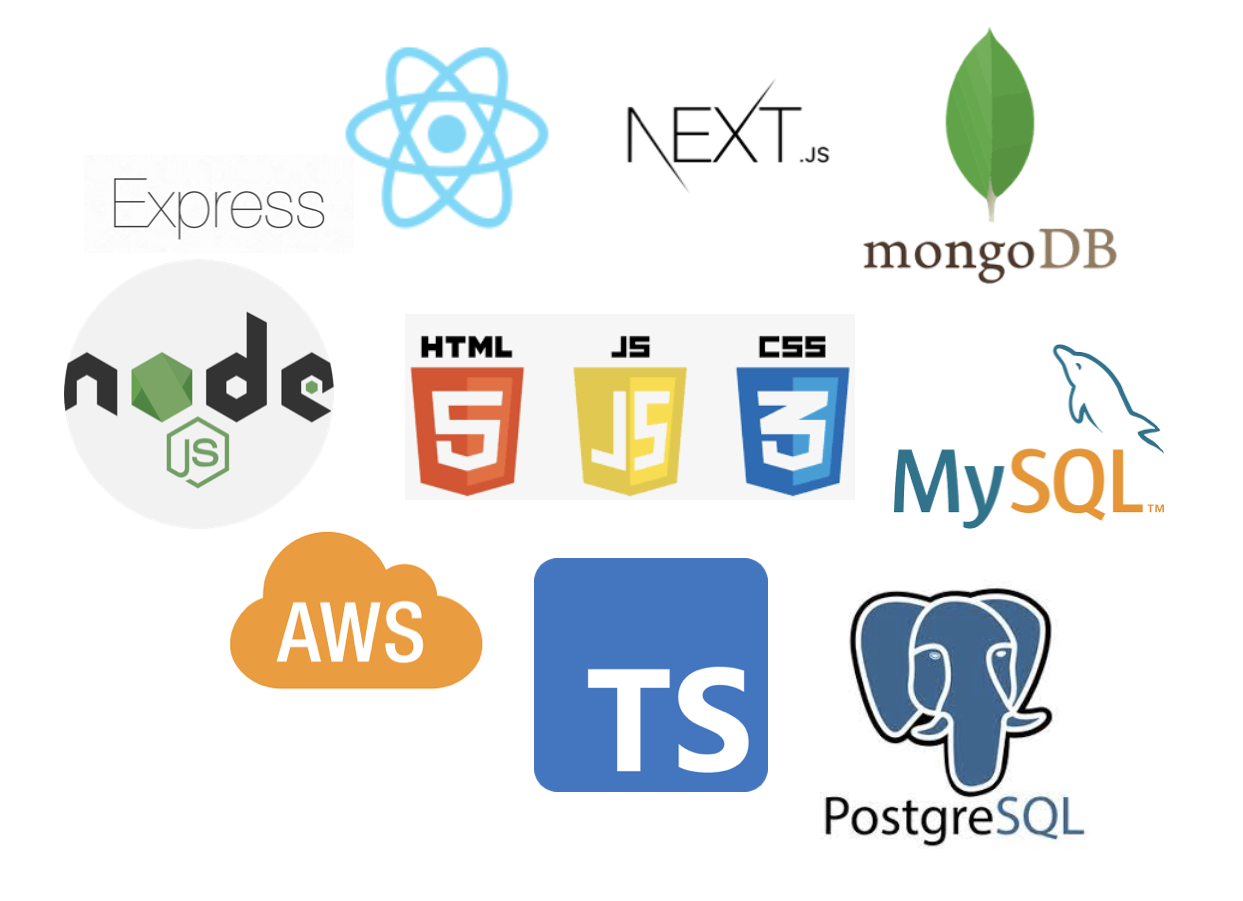 NEXT.JS
Express
mongoDB
node
JS
HTML
5
JS
JS
CSS
3
MySQL™
AWS
TS
PostgreSQL